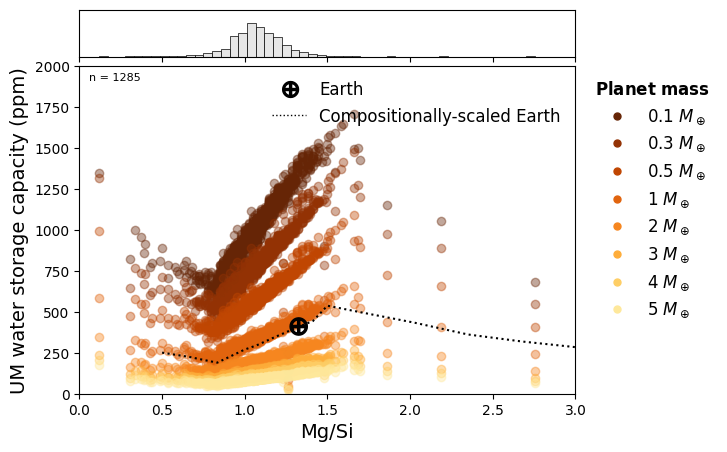 n = 1285
Earth
Compositionally-scaled Earth
UM water storage capacity (ppm)
2000
1750
1500
1250
1000
750
500
250
0
0.0 0.5 1.0 1.5 2.0 2.5 3.0
Mg/Si
Planet mass
0.1 M⊕
0.3 M⊕
0.5 M⊕
1 M⊕
2 M⊕
3 M⊕
4 M⊕
5 M⊕